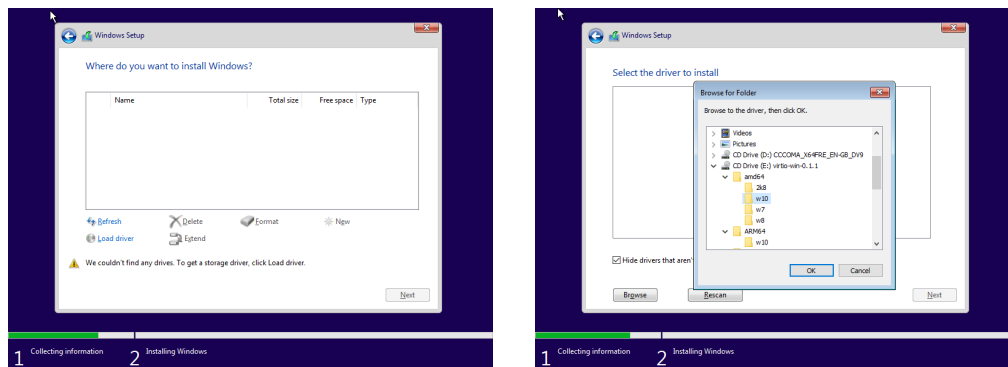 Windows Setup
Where do you want to install Windows?
Name Total size Free space Type
Refresh Delete Format New
Load driver Extend
We couldn't find any drives. To get a storage driver, click Load driver.
Next
1 Collecting information 2 Installing Windows
Windows Setup
Select the driver to install
Browse for Folder
Browse to the driver, then click OK.
Videos
Pictures
CD Drive (D:) CCCOMA_X64FRE_EN-GB_DV9
CD Drive (E:) virtio-win-0.1.1
amd64
2k8
w10
w7
w8
ARM64
w10
Hide drivers that aren'
OK Cancel
Browse Rescan Next
1 Collecting information 2 Installing Windows